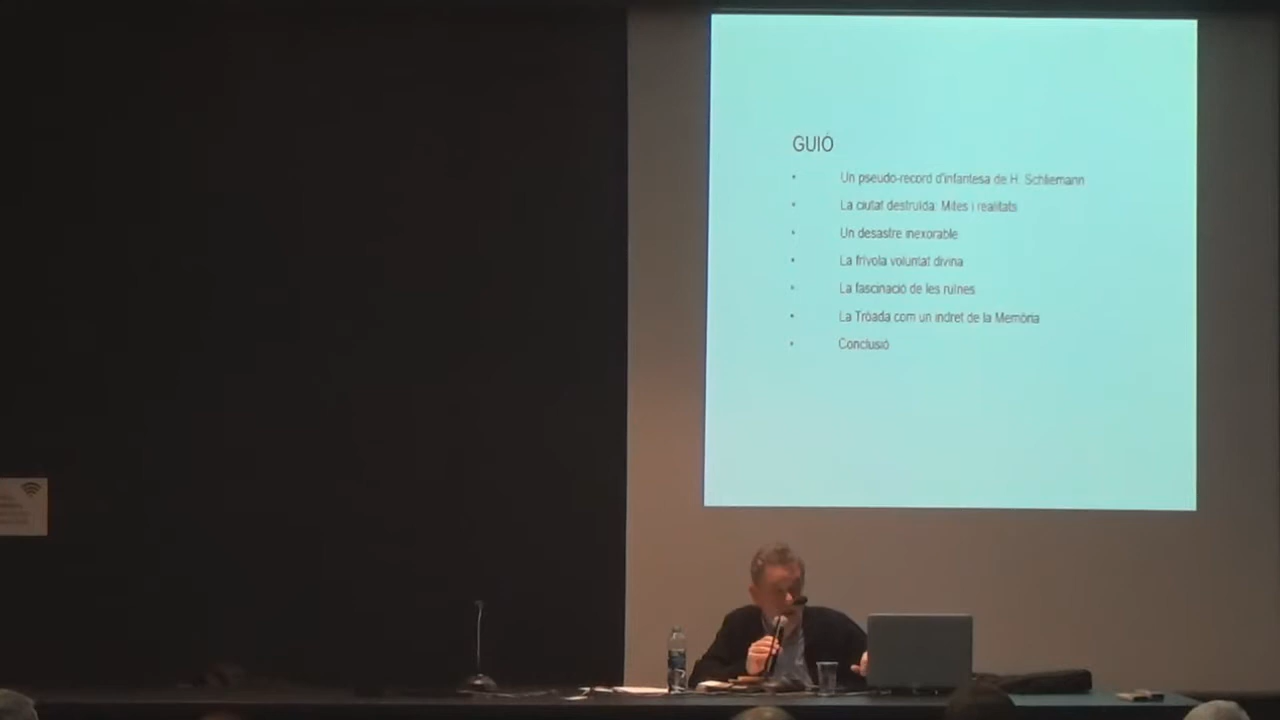 GUIÓ
• Un pseudo-record d'infantesa de H. Schliemann
• La ciutat destruïda: Mites i realitats
• Un desastre inexorable
• La frívola voluntat divina
• La fascinació de les ruïnes
• La Tròada com un indret de la Memòria
• Conclusió